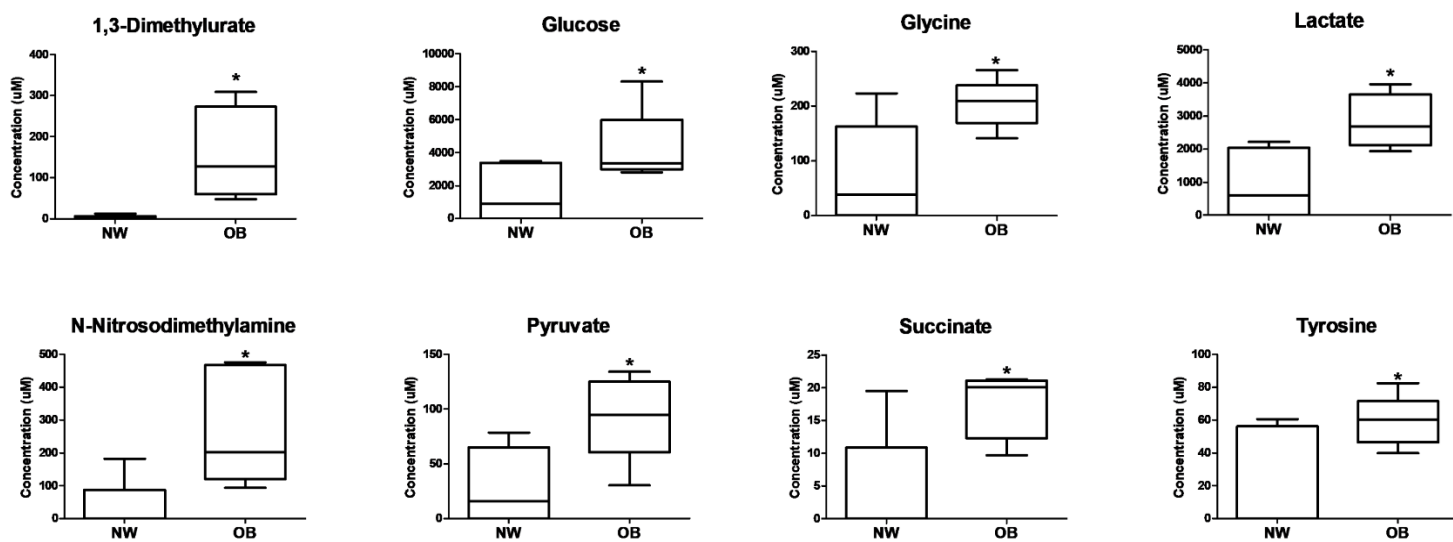 1,3-Dimethylurate
Concentration (uM)
400
300
200
100
0
*
NW
OB
Glucose
Concentration (uM)
10000
8000
6000
4000
2000
0
*
NW
OB
Glycine
Concentration (uM)
300
200
100
0
*
NW
OB
Lactate
Concentration (uM)
5000
4000
3000
2000
1000
0
*
NW
OB
N-Nitrosodimethylamine
Concentration (uM)
500
400
300
200
100
0
*
NW
OB
Pyruvate
Concentration (uM)
150
100
50
0
*
NW
OB
Succinate
Concentration (uM)
25
20
15
10
5
0
*
NW
OB
Tyrosine
Concentration (uM)
100
80
60
40
20
0
*
NW
OB